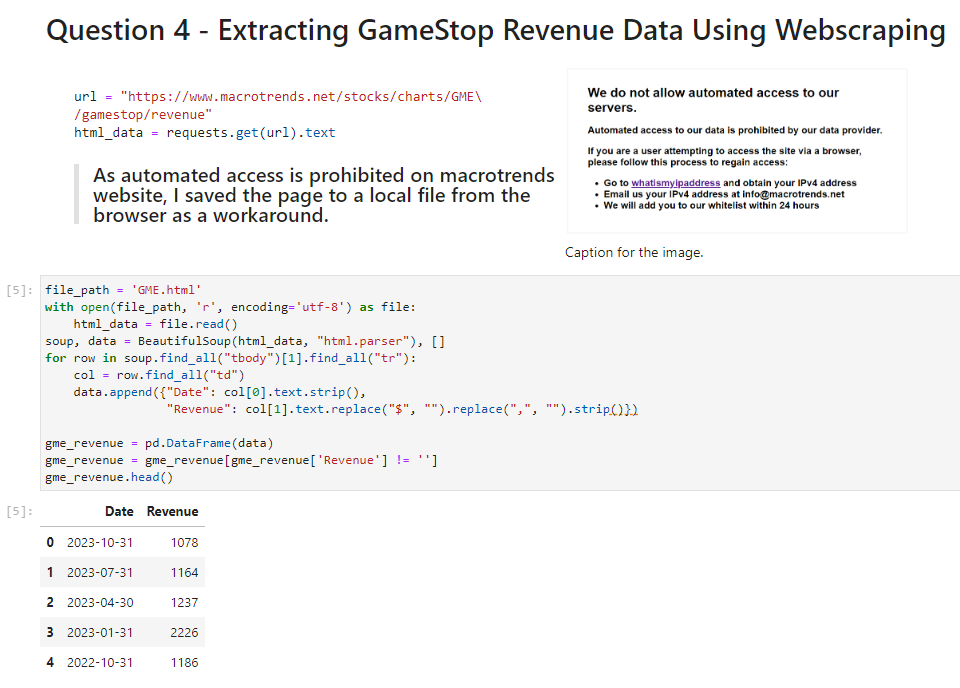 Question 4 - Extracting GameStop Revenue Data Using Webscraping
url = "https://www.macrotrends.net/stocks/charts/GME\
/gamestop/revenue"
html_data = requests.get(url).text
As automated access is prohibited on macrotrends
website, I saved the page to a local file from the
browser as a workaround.
We do not allow automated access to our
servers.
Automated access to our data is prohibited by our data provider.
If you are a user attempting to access the site via a browser,
please follow this process to regain access:
• Go to whatismyipaddress and obtain your IPv4 address
• Email us your IPv4 address at info@macrotrends.net
• We will add you to our whitelist within 24 hours
Caption for the image.
[5]:
file_path = 'GME.html'
with open(file_path, 'r', encoding='utf-8') as file:
    html_data = file.read()
soup, data = BeautifulSoup(html_data, "html.parser"), []
for row in soup.find_all("tbody")[1].find_all("tr"):
    col = row.find_all("td")
    data.append({"Date": col[0].text.strip(),
                "Revenue": col[1].text.replace("$", "").replace(",", "").strip()})
gme_revenue = pd.DataFrame(data)
gme_revenue = gme_revenue[gme_revenue['Revenue'] != '']
gme_revenue.head()
[5]:
Date Revenue
0 2023-10-31 1078
1 2023-07-31 1164
2 2023-04-30 1237
3 2023-01-31 2226
4 2022-10-31 1186